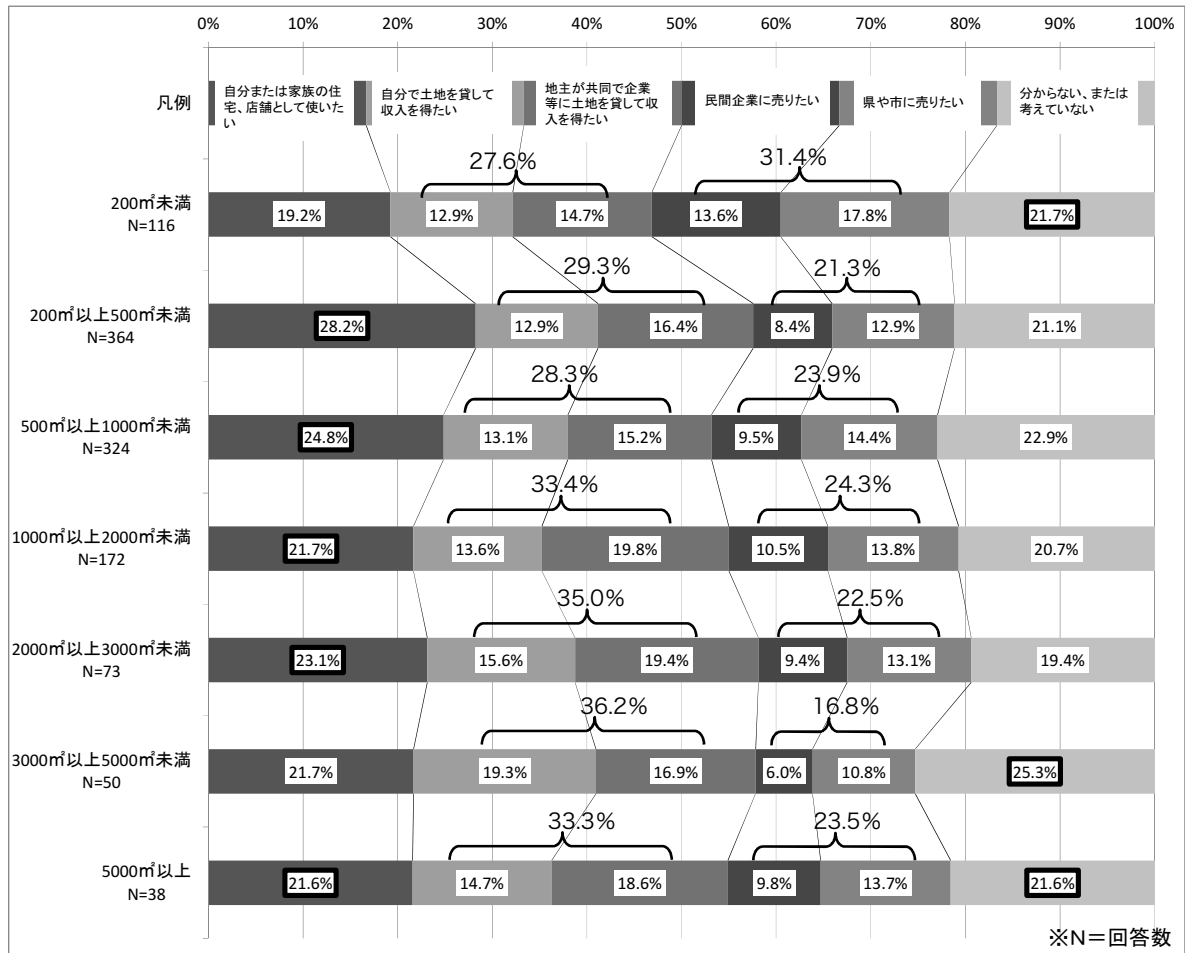 0% 10% 20% 30% 40% 50% 60% 70% 80% 90% 100%
凡例
自分または家族の住
宅、店舗として使いた
い
自分で土地を貸して
収入を得たい
地主が共同で企業
等に土地を貸して収
入を得たい
民間企業に売りたい
県や市に売りたい
分からない、または
考えていない
27.6% 31.4%
200㎡未満
N=116
19.2% 12.9% 14.7% 13.6% 17.8% 21.7%
29.3% 21.3%
200㎡以上500㎡未満
N=364
28.2% 12.9% 16.4% 8.4% 12.9% 21.1%
28.3% 23.9%
500㎡以上1000㎡未満
N=324
24.8% 13.1% 15.2% 9.5% 14.4% 22.9%
33.4% 24.3%
1000㎡以上2000㎡未満
N=172
21.7% 13.6% 19.8% 10.5% 13.8% 20.7%
35.0% 22.5%
2000㎡以上3000㎡未満
N=73
23.1% 15.6% 19.4% 9.4% 13.1% 19.4%
36.2% 16.8%
3000㎡以上5000㎡未満
N=50
21.7% 19.3% 16.9% 6.0% 10.8% 25.3%
33.3% 23.5%
5000㎡以上
N=38
21.6% 14.7% 18.6% 9.8% 13.7% 21.6%
※N=回答数